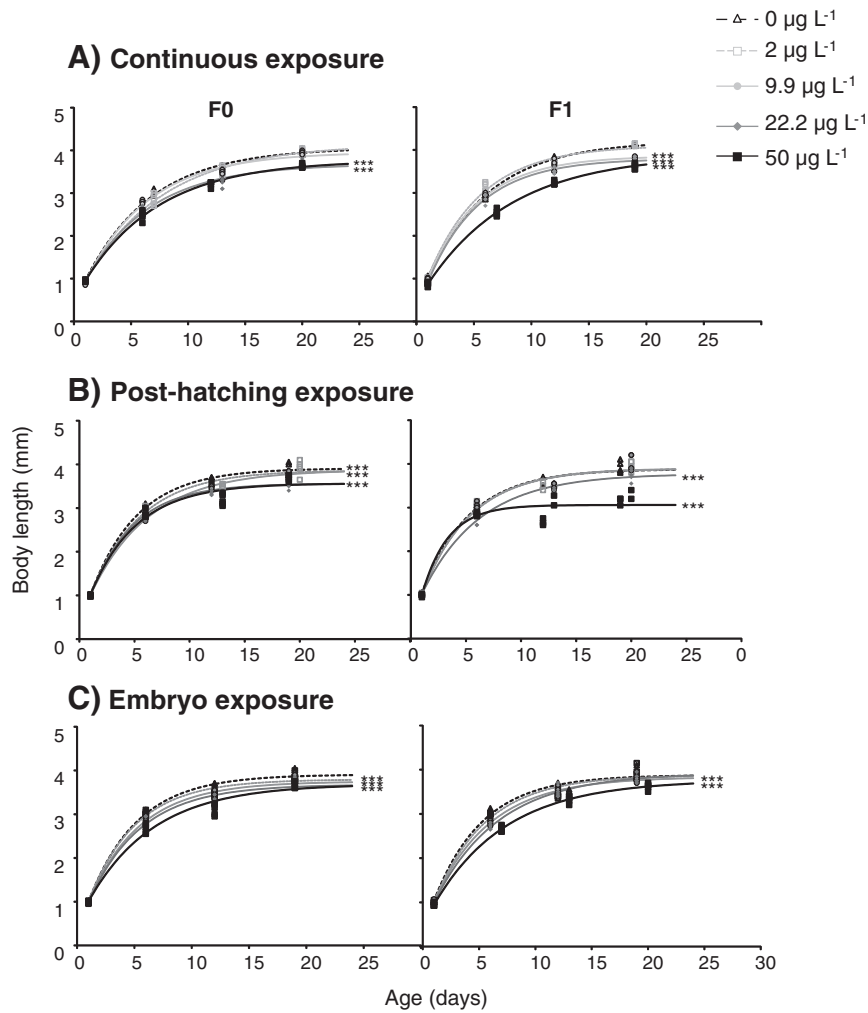 0 µg L-1
2 µg L-1
9.9 µg L-1
22.2 µg L-1
50 µg L-1
A) Continuous exposure
F0
F1
5
4
3
2
1
0
***
***
***
***
***
0 5 10 15 20 25
0 5 10 15 20 25
B) Post-hatching exposure
Body length (mm)
5
4
3
2
1
0
***
***
***
***
***
0 5 10 15 20 25
0 5 10 15 20 25 0
C) Embryo exposure
5
4
3
2
1
0
***
***
***
***
***
0 5 10 15 20 25
0 5 10 15 20 25 30
Age (days)